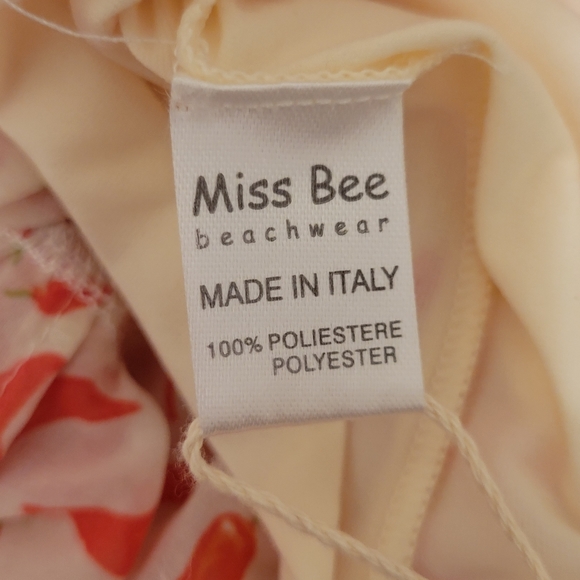 Miss Bee
beachwear
MADE IN ITALY
100% POLIESTERE
POLYESTER